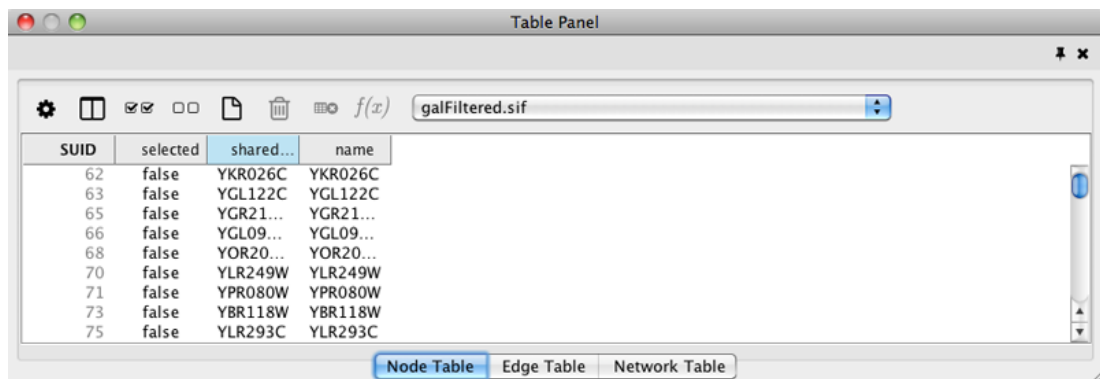 Table Panel
f(x) galFiltered.sif
SUID selected shared... name
62 false YKR026C YKR026C
63 false YGL122C YGL122C
65 false YGR21... YGR21...
66 false YGL09... YGL09...
68 false YOR20... YOR20...
70 false YLR249W YLR249W
71 false YPR080W YPR080W
73 false YBR118W YBR118W
75 false YLR293C YLR293C
Node Table Edge Table Network Table